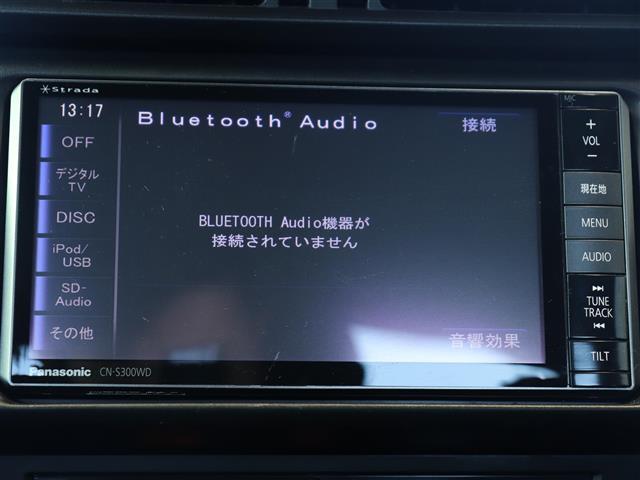 Strada
13:17
Bluetooth® Audio
接続
OFF
デジタル
TV
DISC
iPod/
USB
SD-
Audio
その他
BLUETOOTH Audio機器が
接続されていません
音響効果
Panasonic CN-S300WD
MIC
+
VOL
−
現在地
MENU
AUDIO
TUNE
TRACK
TILT